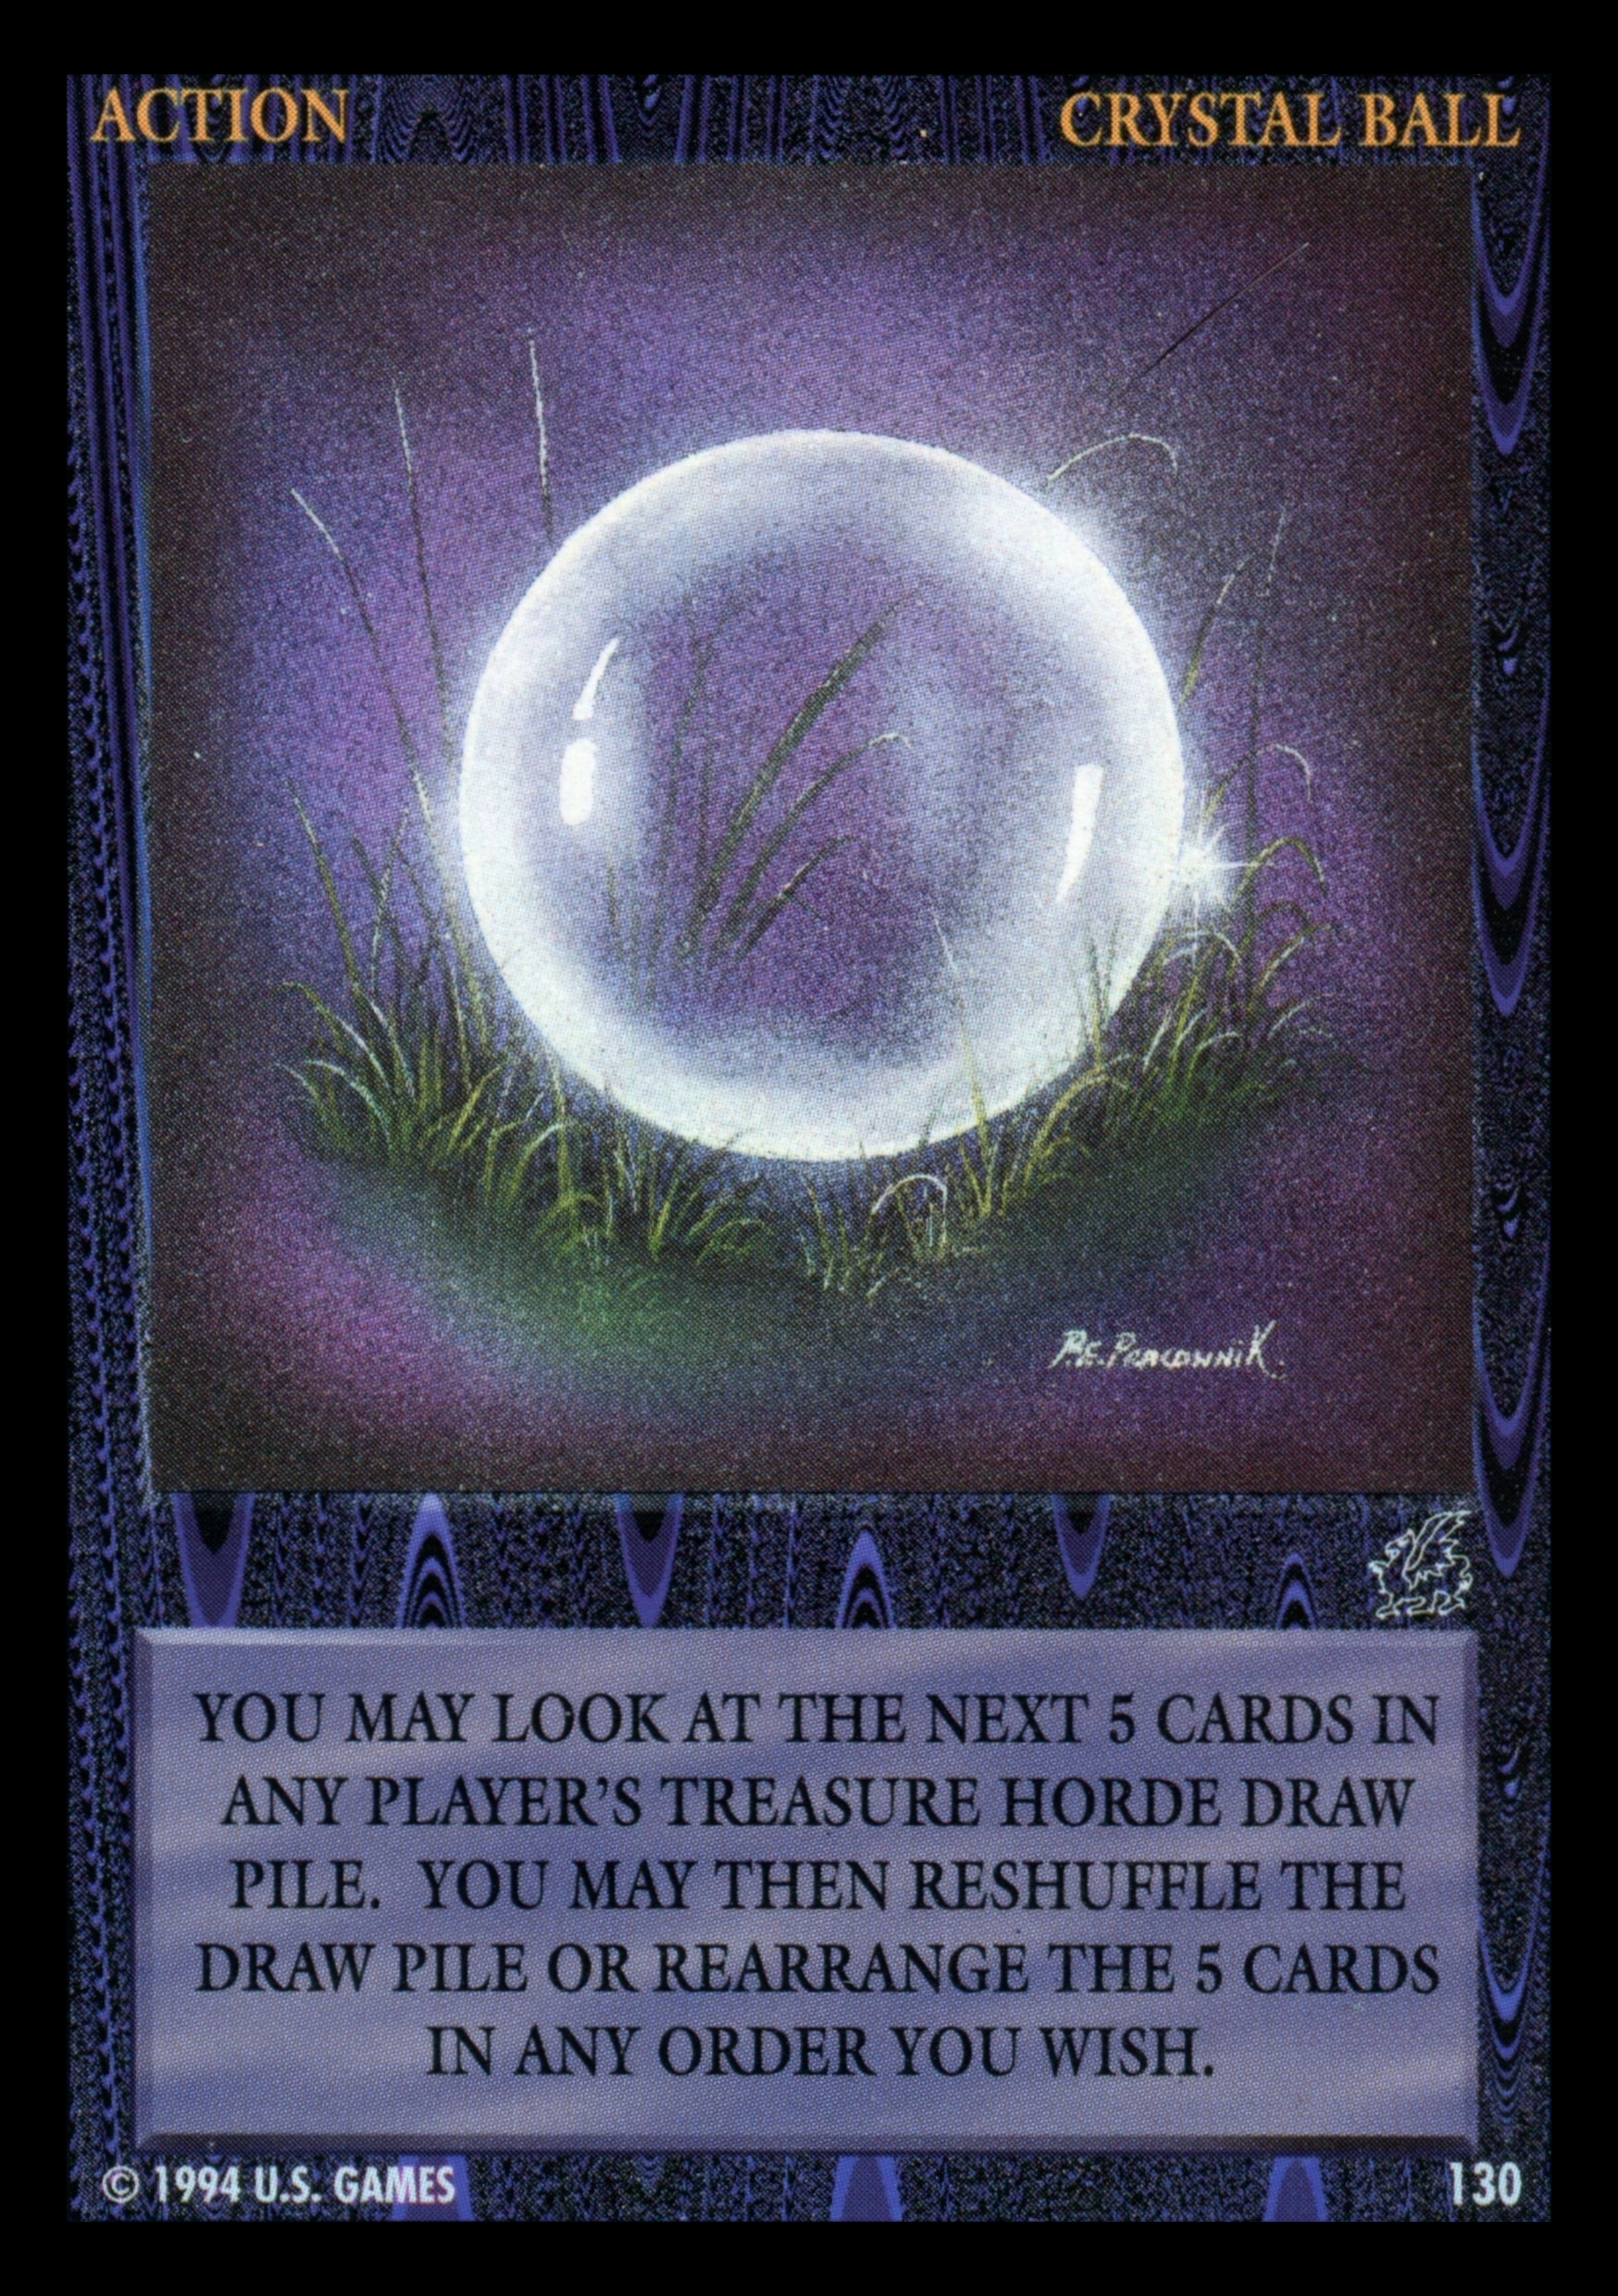 ACTION
CRYSTAL BALL
P.E. PRACOWNIK.
YOU MAY LOOK AT THE NEXT 5 CARDS IN
ANY PLAYER'S TREASURE HORDE DRAW
PILE. YOU MAY THEN RESHUFFLE THE
DRAW PILE OR REARRANGE THE 5 CARDS
IN ANY ORDER YOU WISH.
© 1994 U.S. GAMES
130